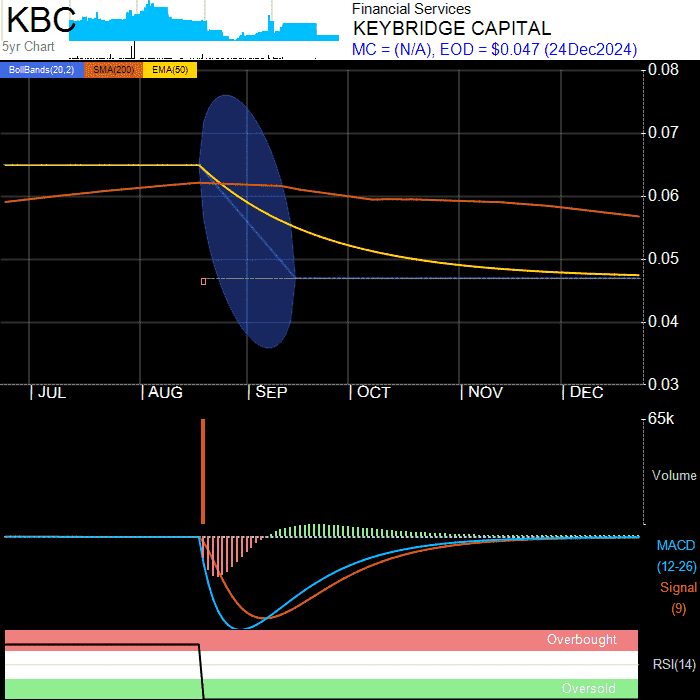 KBC
5yr Chart
Financial Services
KEYBRIDGE CAPITAL
MC = (N/A), EOD = $0.047 (24Dec2024)
BollBands(20,2) SMA(200) EMA(50)
0.08
0.07
0.06
0.05
0.04
0.03
JUL AUG SEP OCT NOV DEC
65k
Volume
MACD
(12-26)
Signal
(9)
Overbought
RSI(14)
Oversold